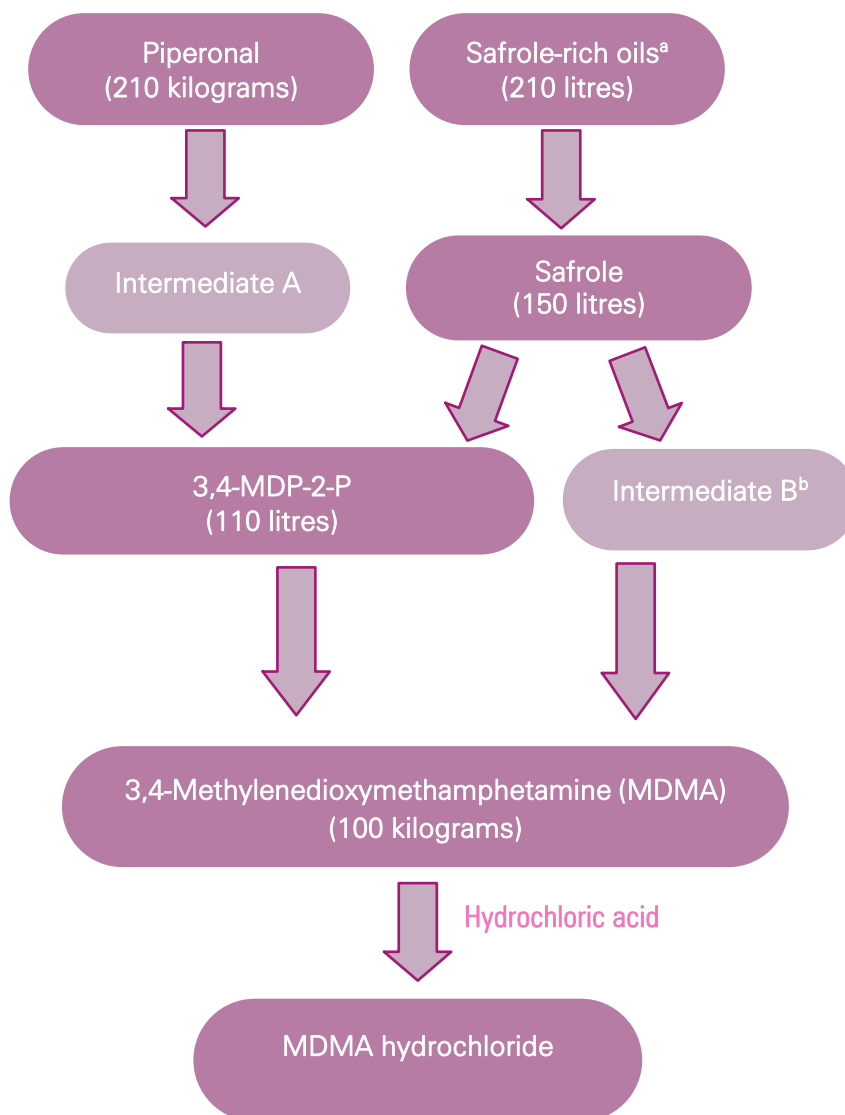 Piperonal
(210 kilograms)
Safrole-rich oilsᵃ
(210 litres)
Intermediate A
Safrole
(150 litres)
3,4-MDP-2-P
(110 litres)
Intermediate Bᵇ
3,4-Methylenedioxymethamphetamine (MDMA)
(100 kilograms)
Hydrochloric acid
MDMA hydrochloride